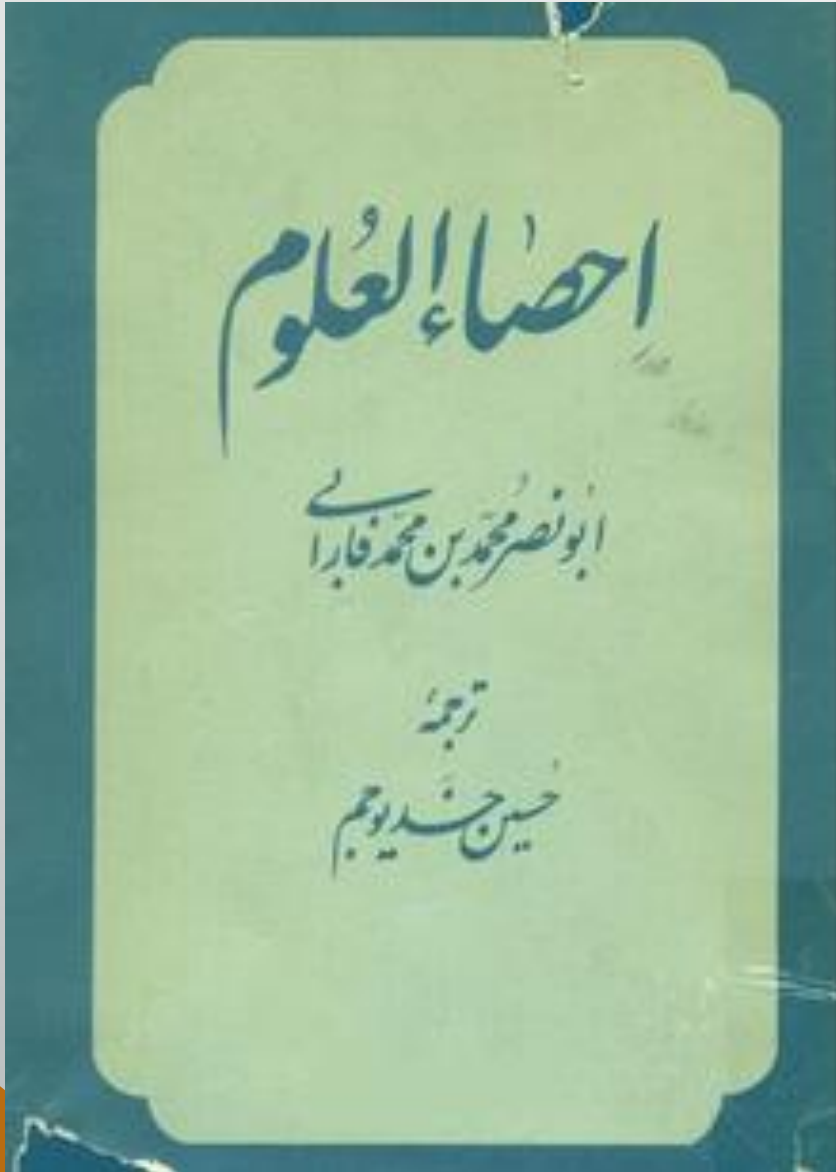 احصاء العلوم
ابونصر محمد بن محمد فارابی
ترجمهٔ
حسین خدیوجم